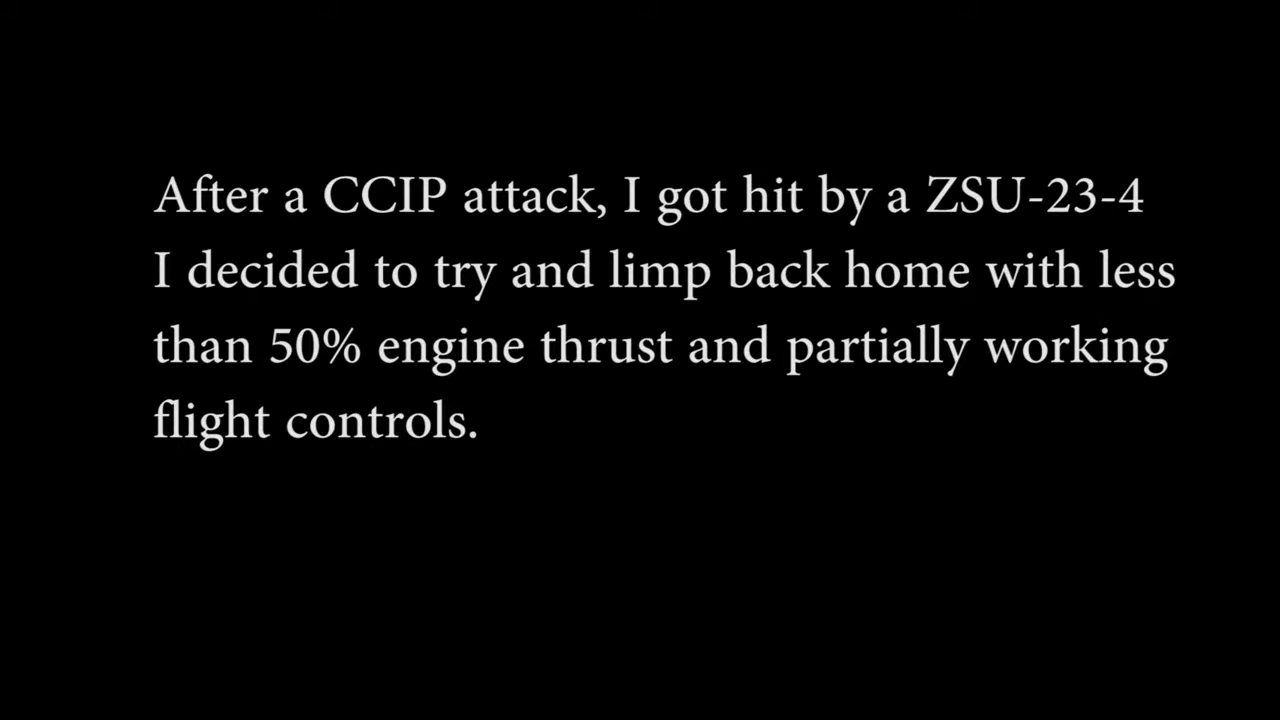 After a CCIP attack, I got hit by a ZSU-23-4
I decided to try and limp back home with less
than 50% engine thrust and partially working
flight controls.